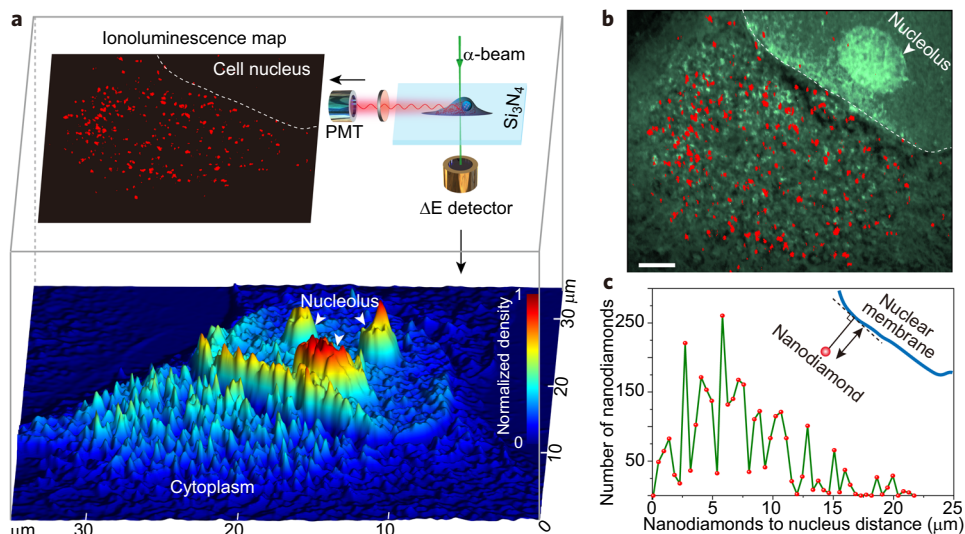 a
Ionoluminescence map
Cell nucleus
α-beam
PMT
Si3N4
ΔE detector
Nucleolus
Normalized density
1
0
µm
30
20
10
Cytoplasm
µm
30
20
10
0
b
Nucleolus
c
Number of nanodiamonds
250
150
50
Nuclear
membrane
Nanodiamond
0
5
10
15
20
25
Nanodiamonds to nucleus distance (µm)